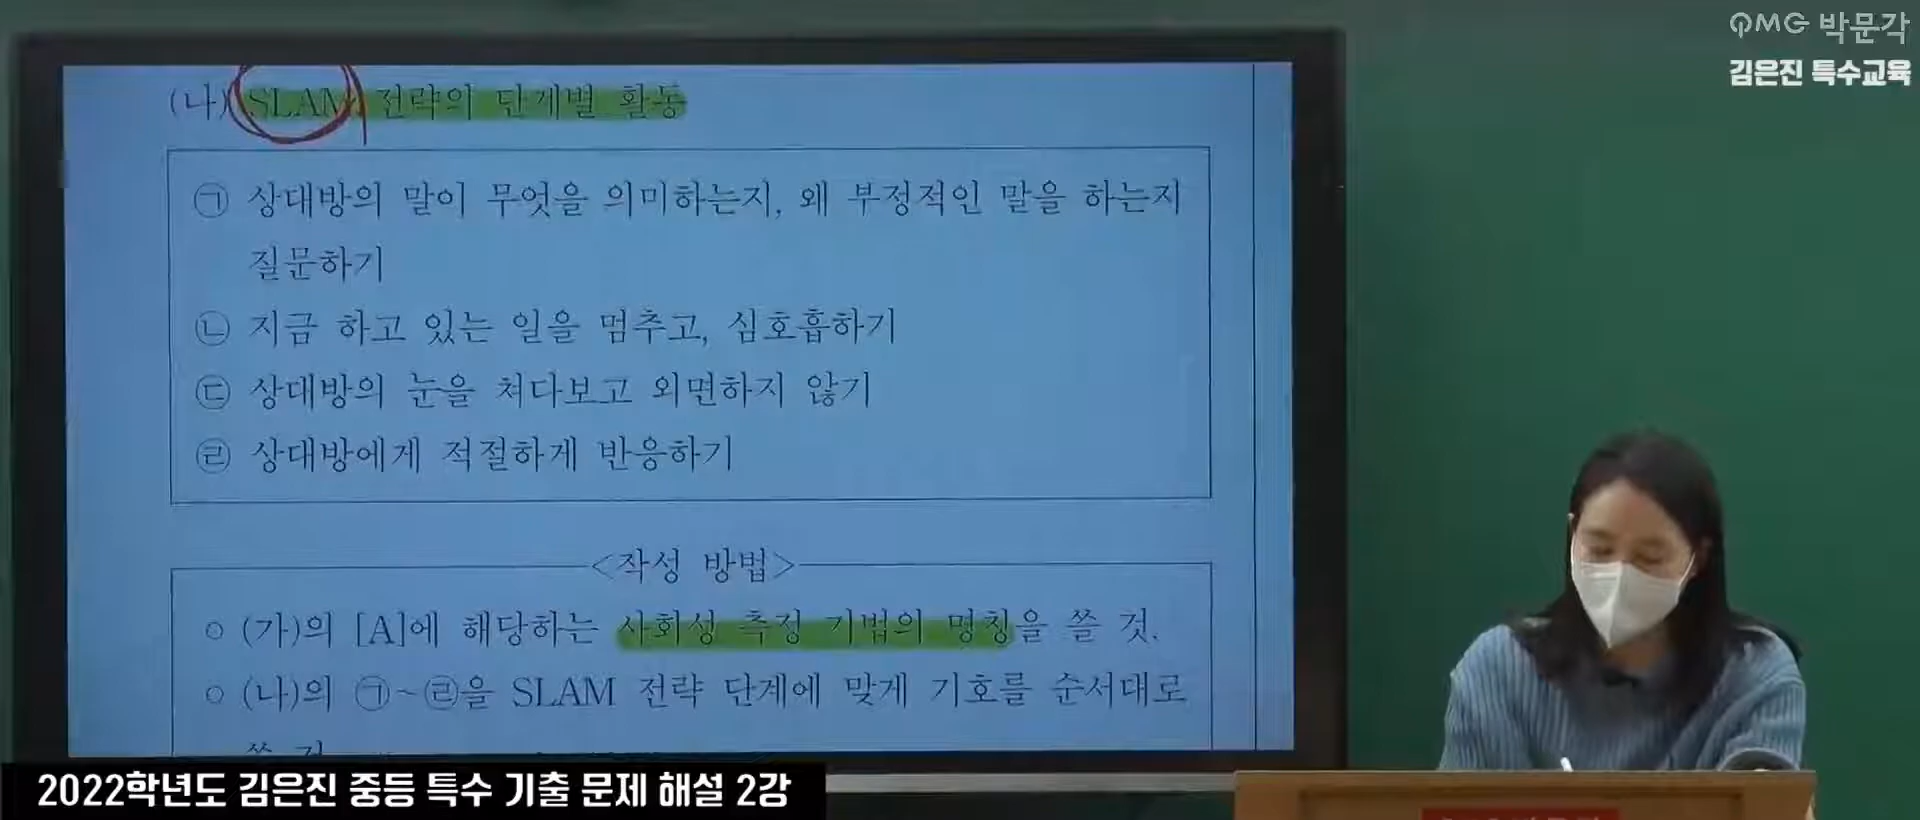 PMG 박문각
김은진 특수교육
(나) SLAM 전략의 단계별 활동
㉠ 상대방의 말이 무엇을 의미하는지, 왜 부정적인 말을 하는지
질문하기
㉡ 지금 하고 있는 일을 멈추고, 심호흡하기
㉢ 상대방의 눈을 쳐다보고 외면하지 않기
㉣ 상대방에게 적절하게 반응하기
<작성 방법>
○ (가)의 [A]에 해당하는 사회성 측정 기법의 명칭을 쓸 것.
○ (나)의 ㉠~㉣을 SLAM 전략 단계에 맞게 기호를 순서대로
2022학년도 김은진 중등 특수 기출 문제 해설 2강